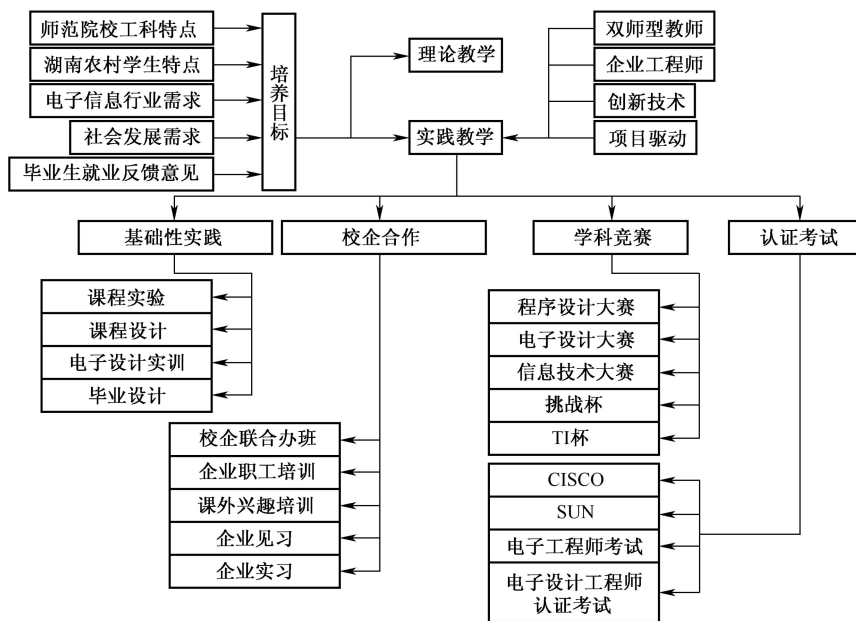 师范院校工科特点
湖南农村学生特点
电子信息行业需求
社会发展需求
毕业生就业反馈意见
培养目标
理论教学
实践教学
双师型教师
企业工程师
创新技术
项目驱动
基础性实践
校企合作
学科竞赛
认证考试
课程实验
课程设计
电子设计实训
毕业设计
校企联合办班
企业职工培训
课外兴趣培训
企业见习
企业实习
程序设计大赛
电子设计大赛
信息技术大赛
挑战杯
TI杯
CISCO
SUN
电子工程师考试
电子设计工程师
认证考试